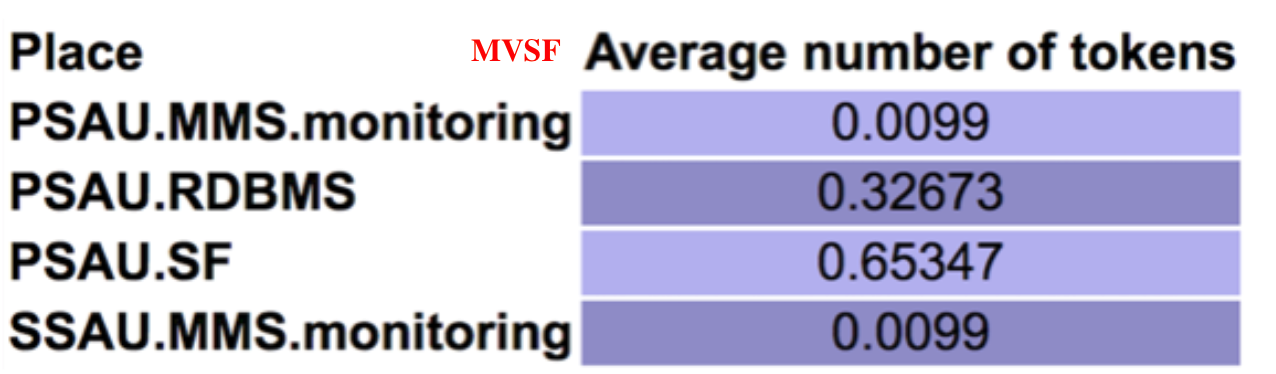 Place MVSF Average number of tokens
PSAU.MMS.monitoring 0.0099
PSAU.RDBMS 0.32673
PSAU.SF 0.65347
SSAU.MMS.monitoring 0.0099